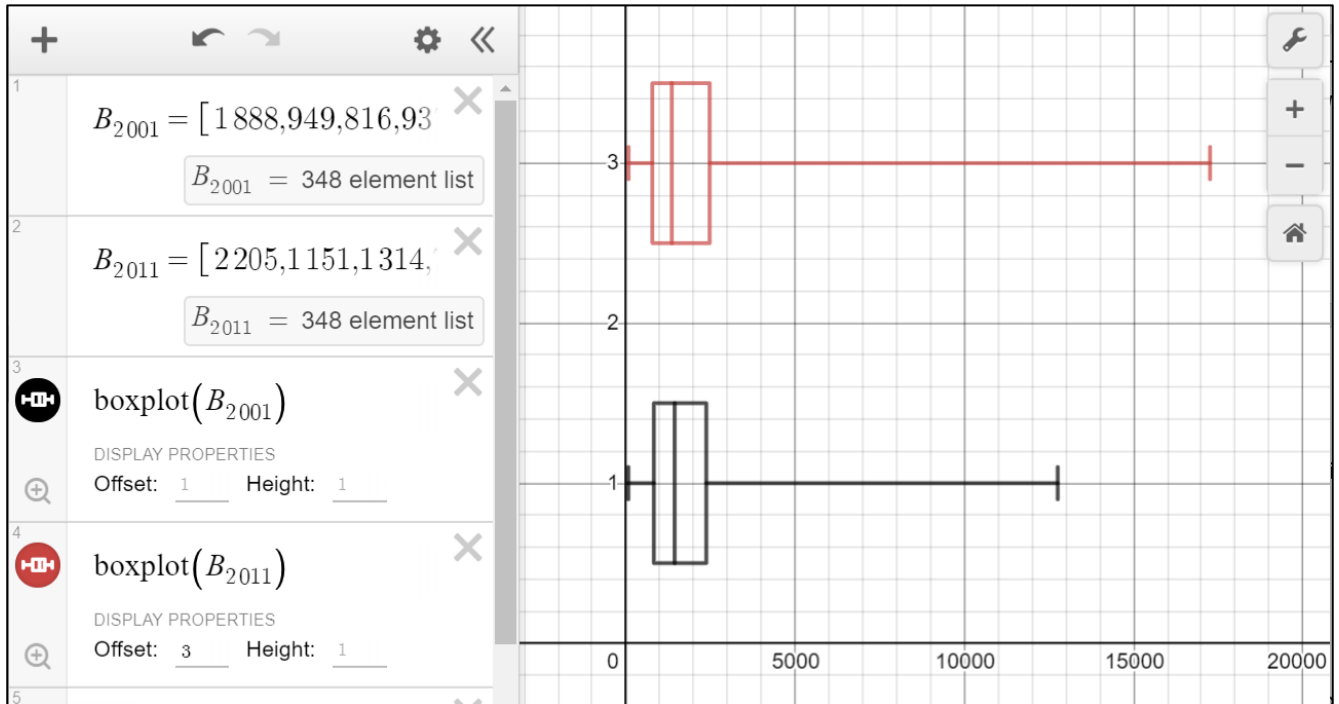 1
B2001 = [1888,949,816,93
B2001 = 348 element list
2
B2011 = [2205,1151,1314,
B2011 = 348 element list
3
boxplot(B2001)
DISPLAY PROPERTIES
Offset: 1 Height: 1
4
boxplot(B2011)
DISPLAY PROPERTIES
Offset: 3 Height: 1
5
3
2
1
0 5000 10000 15000 20000